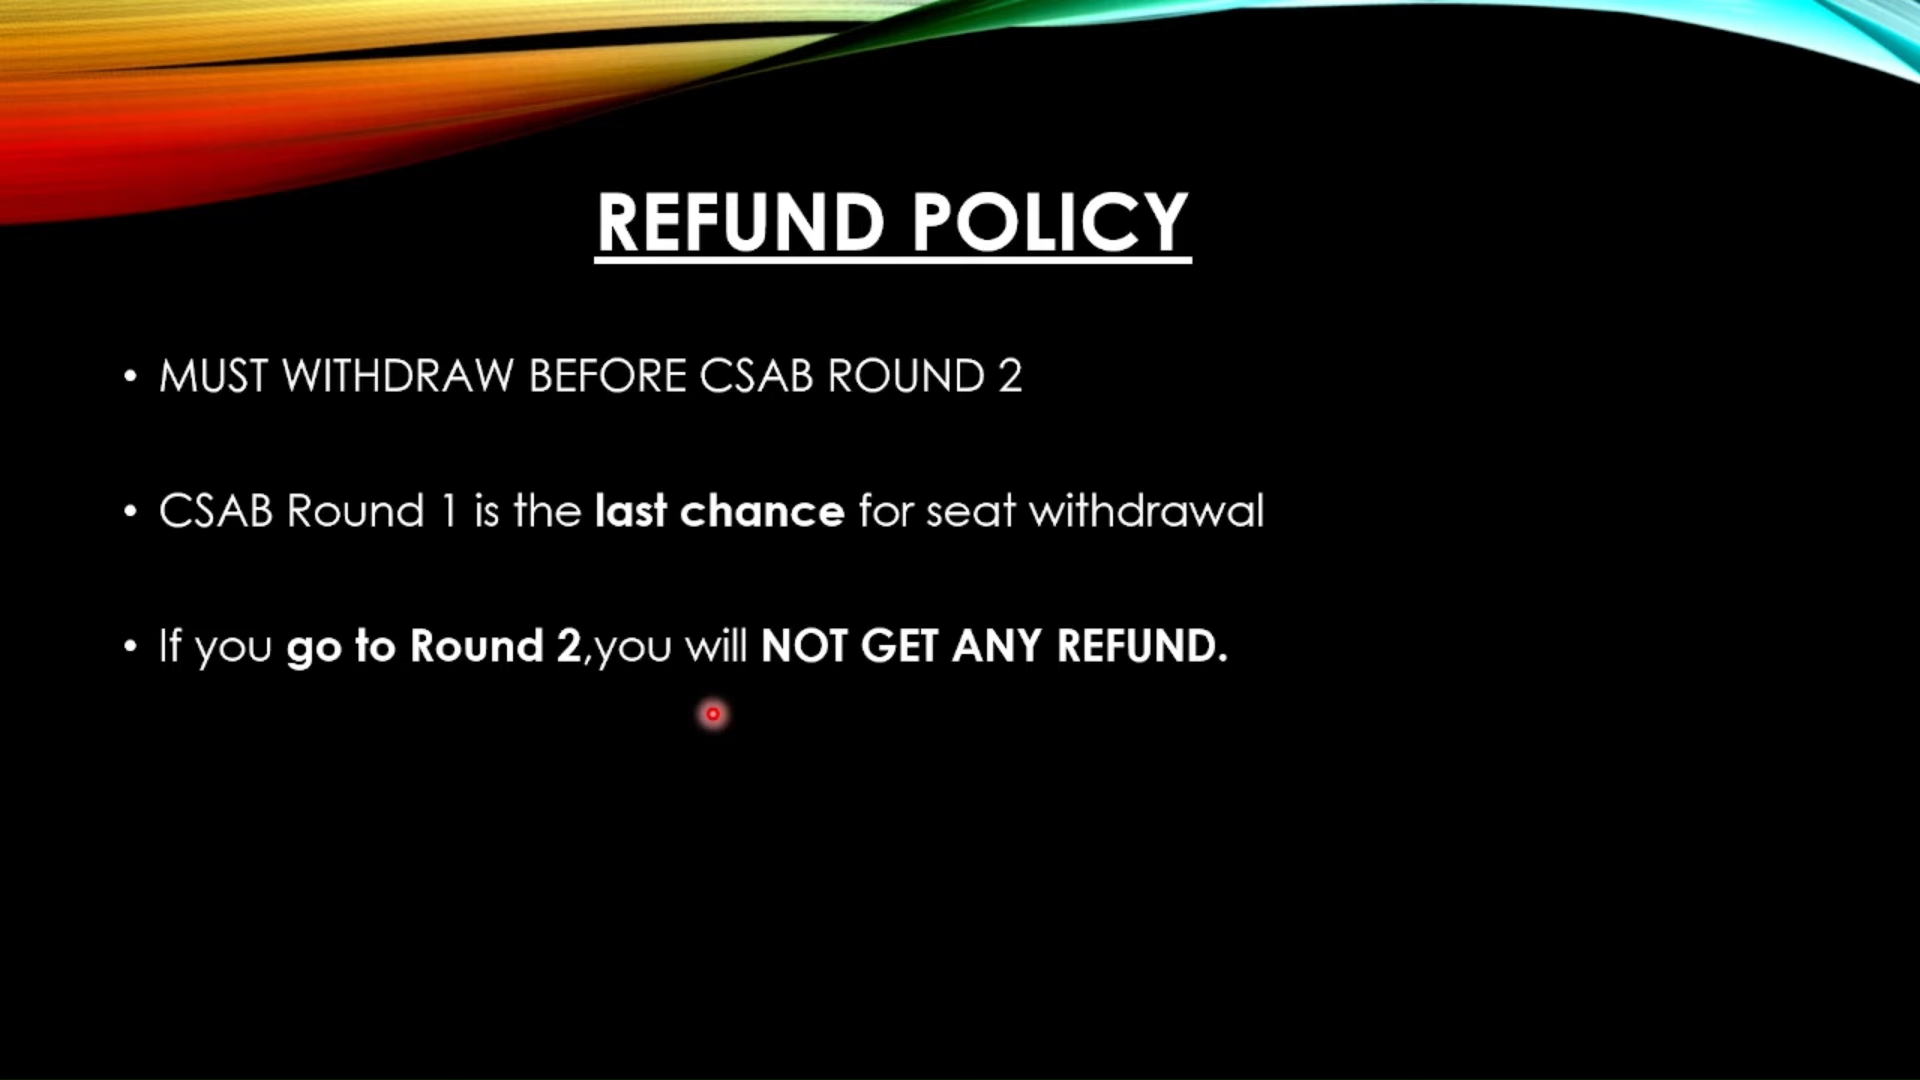 REFUND POLICY
• MUST WITHDRAW BEFORE CSAB ROUND 2
• CSAB Round 1 is the last chance for seat withdrawal
• If you go to Round 2,you will NOT GET ANY REFUND.